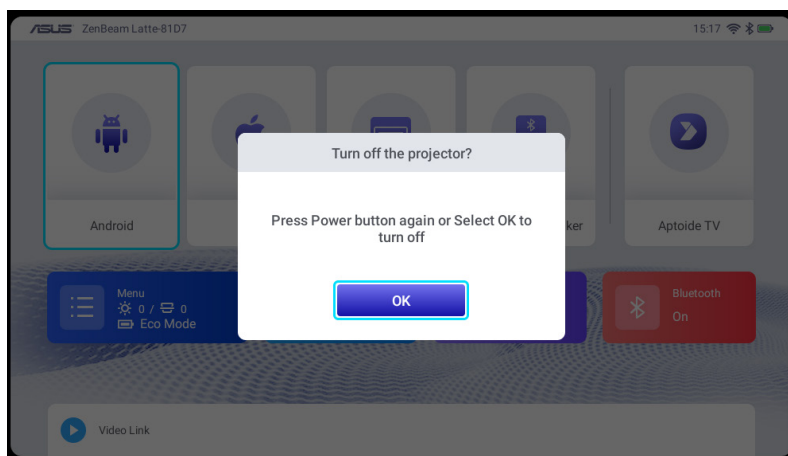 ASUS ZenBeam Latte-81D7
15:17
Turn off the projector?
Press Power button again or Select OK to
turn off
OK
Android
ker
Aptoide TV
Menu
0 / 0
Eco Mode
Bluetooth
On
Video Link